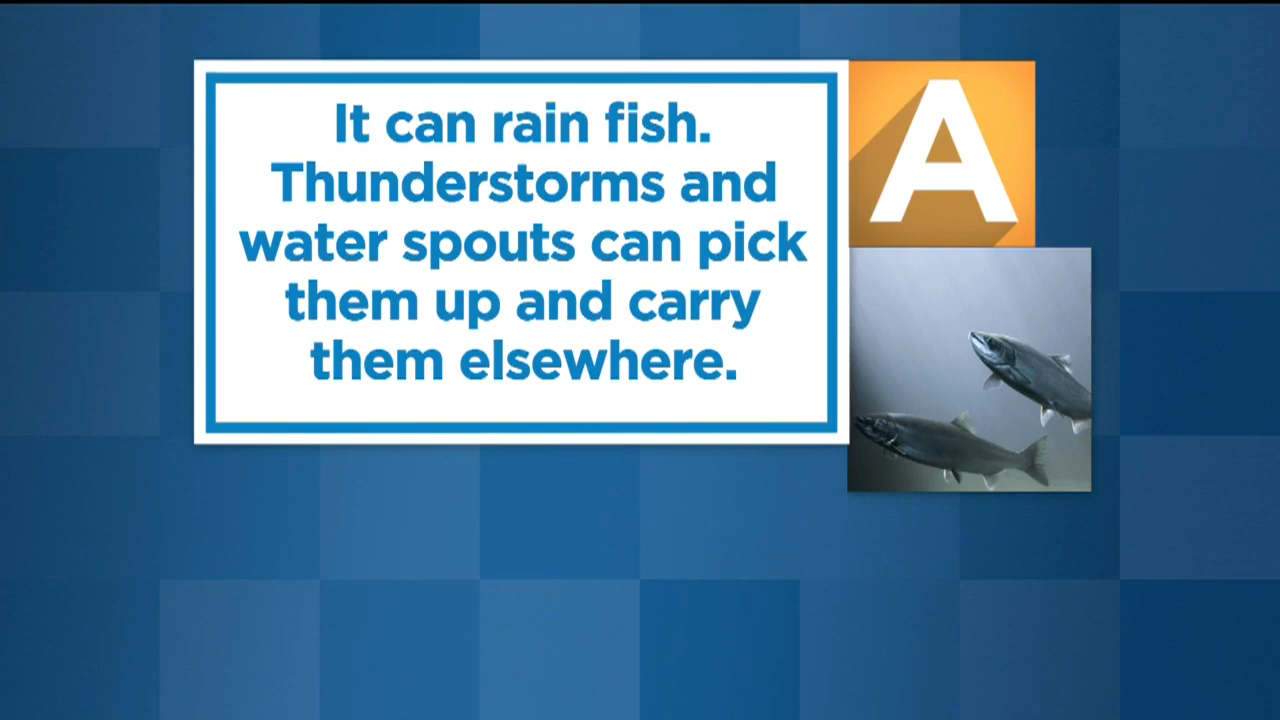 It can rain fish.
Thunderstorms and
water spouts can pick
them up and carry
them elsewhere.
A